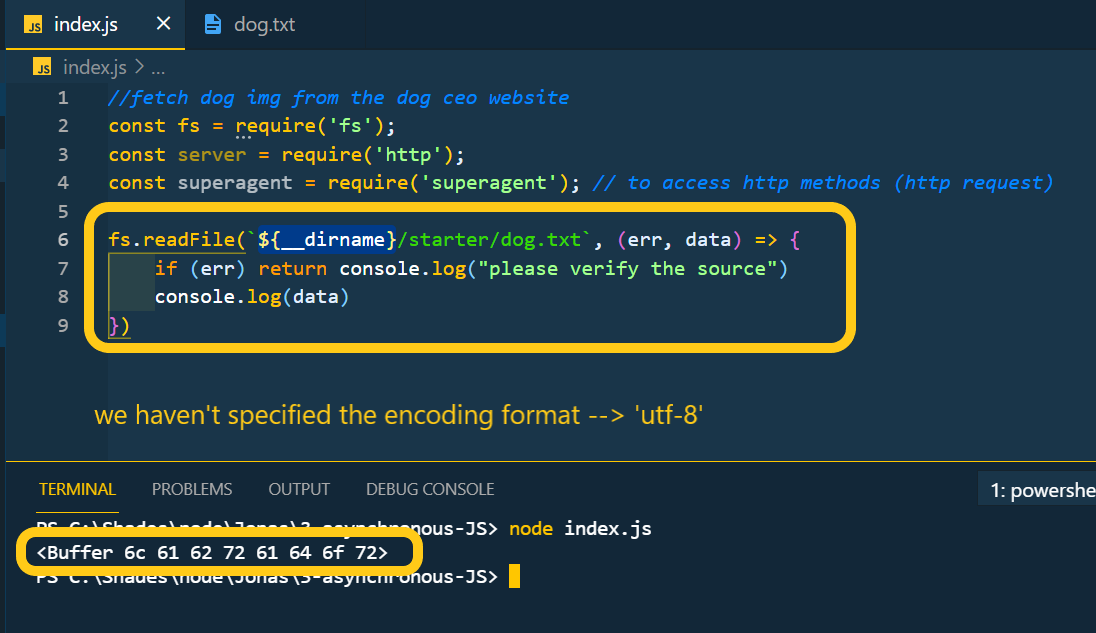 JS index.js × dog.txt
JS index.js > ...
1 //fetch dog img from the dog ceo website
2 const fs = require('fs');
3 const server = require('http');
4 const superagent = require('superagent'); // to access http methods (http request)
5
6 fs.readFile(`${__dirname}/starter/dog.txt`, (err, data) => {
7 if (err) return console.log("please verify the source")
8 console.log(data)
9 })
we haven't specified the encoding format --> 'utf-8'
TERMINAL PROBLEMS OUTPUT DEBUG CONSOLE 1: powershe
PS C:\Shades\node\Jonas\3-asynchronous-JS> node index.js
<Buffer 6c 61 62 72 61 64 6f 72>
PS C:\Shades\node\Jonas\3-asynchronous-JS>